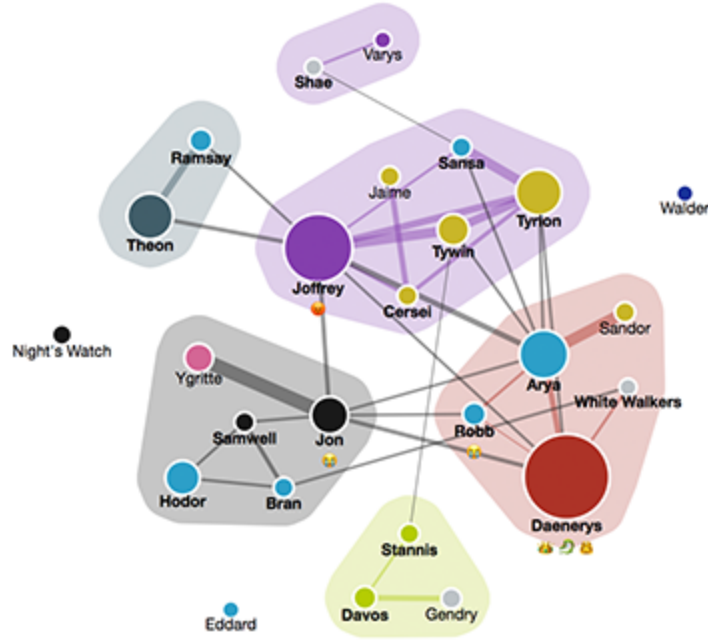 Varys
Shae
Ramsay
Sansa
Jaime
Walder
Tyrion
Theon
Tywin
Joffrey
Cersei
Sandor
Night's Watch
Ygritte
Arya
White Walkers
Samwell
Jon
Robb
Hodor
Bran
Daenerys
Stannis
Davos
Gendry
Eddard